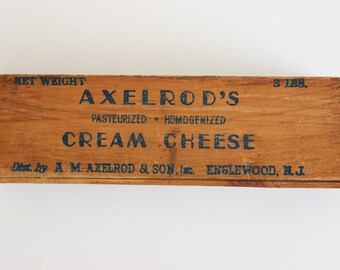 NET WEIGHT 3 LBS.
AXELROD'S
PASTEURIZED • HOMOGENIZED
CREAM CHEESE
Dist. by A. M. AXELROD & SON, Inc. ENGLEWOOD, N.J.